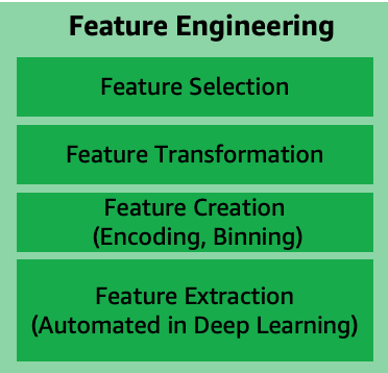 Feature Engineering
Feature Selection
Feature Transformation
Feature Creation
(Encoding, Binning)
Feature Extraction
(Automated in Deep Learning)